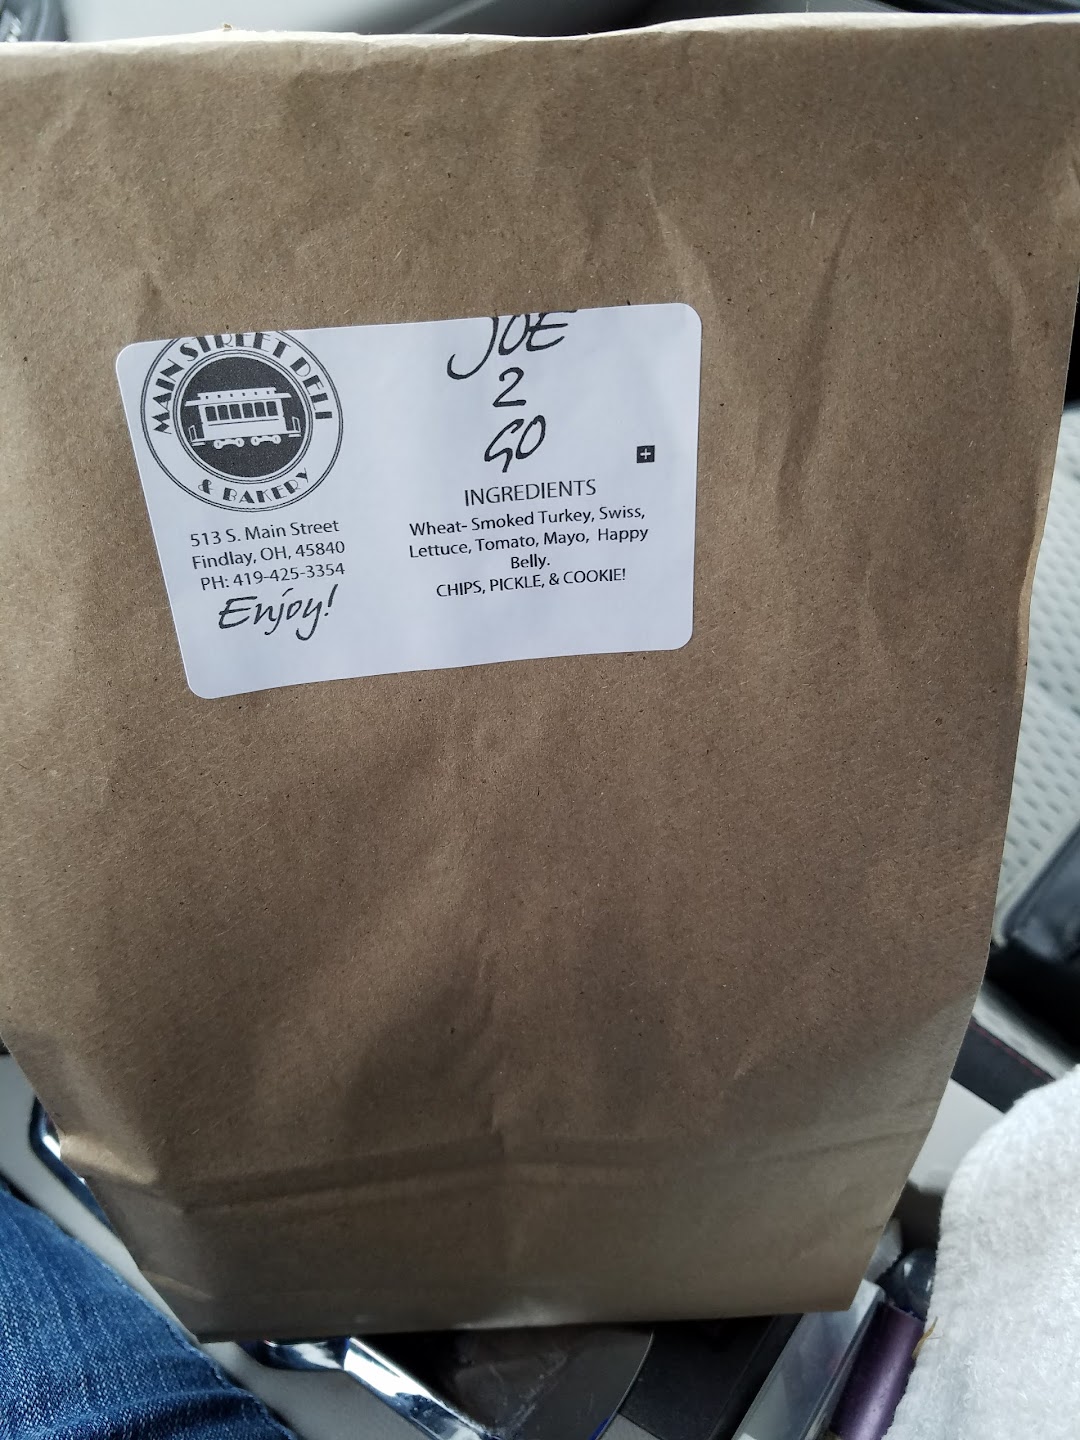 MAIN STREET DELI
& BAKERY
513 S. Main Street
Findlay, OH, 45840
PH: 419-425-3354
Enjoy!
JOE
2
GO
INGREDIENTS
Wheat- Smoked Turkey, Swiss,
Lettuce, Tomato, Mayo, Happy
Belly.
CHIPS, PICKLE, & COOKIE!